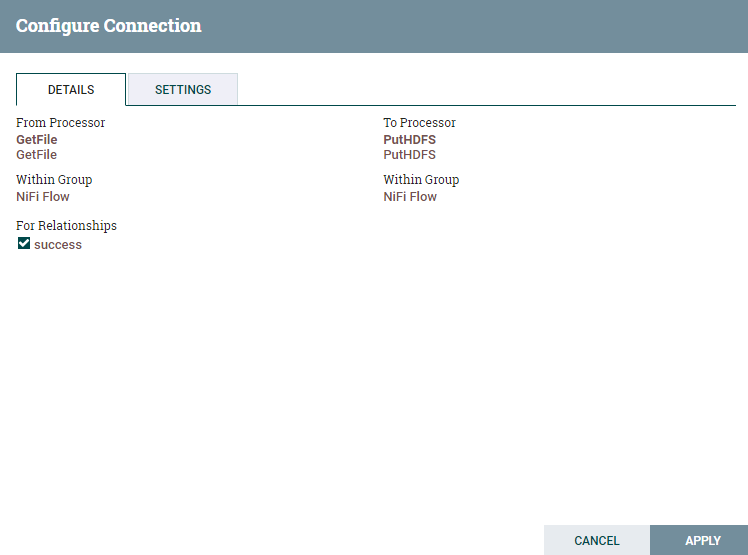 Configure Connection
DETAILS
SETTINGS
From Processor
GetFile
GetFile
Within Group
NiFi Flow
To Processor
PutHDFS
PutHDFS
Within Group
NiFi Flow
For Relationships
success
CANCEL
APPLY